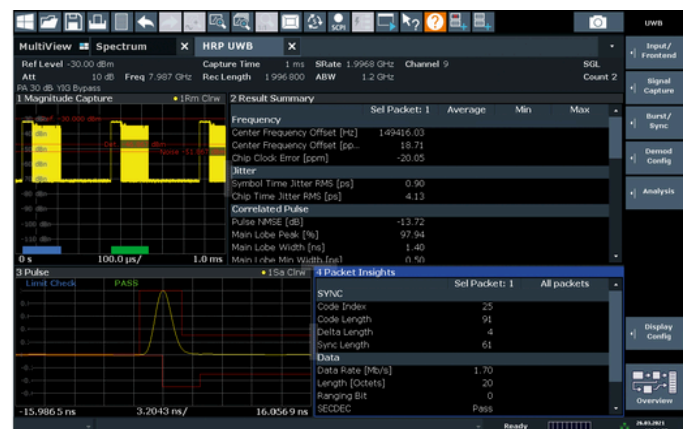 SCPI
UWB
MultiView Spectrum X HRP UWB X
Ref Level -30.00 dBm Capture Time 1 ms SRate 1.9968 GHz Channel 9 SGL
Att 10 dB Freq 7.987 GHz Rec Length 1996800 ABW 1.2 GHz Count 2
PA 30 dB YIG Bypass
1 Magnitude Capture 1Rm Clrw
0 s 100.0 µs/ 1.0 ms
2 Result Summary
Sel Packet: 1 Average Min Max
Frequency
Center Frequency Offset [Hz] 149416.03
Center Frequency Offset [pp... 18.71
Chip Clock Error [ppm] -20.05
Jitter
Symbol Time Jitter RMS [ps] 0.90
Chip Time Jitter RMS [ps] 4.13
Correlated Pulse
Pulse NMSE [dB] -13.72
Main Lobe Peak [%] 97.94
Main Lobe Width [ns] 1.40
Main Lobe Min Width [ns] 0.50
3 Pulse 1Sa Clrw
Limit Check PASS
-15.9865 ns 3.2043 ns/ 16.0569 ns
4 Packet Insights
Sel Packet: 1 All packets
SYNC
Code Index 25
Code Length 91
Delta Length 4
Sync Length 61
Data
Data Rate [Mb/s] 1.70
Length [Octets] 20
Ranging Bit 0
SECDEC Pass
Input/
Frontend
Signal
Capture
Burst/
Sync
Demod
Config
Analysis
Display
Config
Overview
Ready
26.03.2021